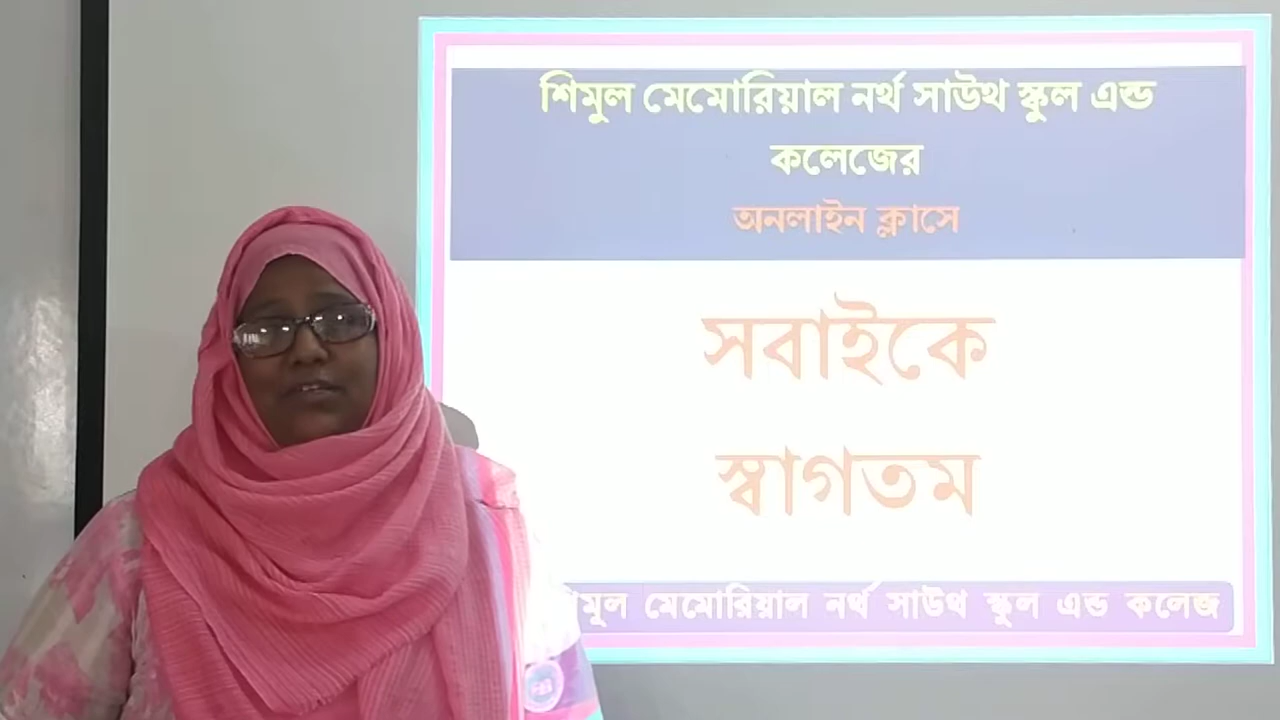 শিমুল মেমোরিয়াল নর্থ সাউথ স্কুল এন্ড
কলেজের
অনলাইন ক্লাসে
সবাইকে
স্বাগতম
মেমোরিয়াল নর্থ সাউথ স্কুল এন্ড কলেজ